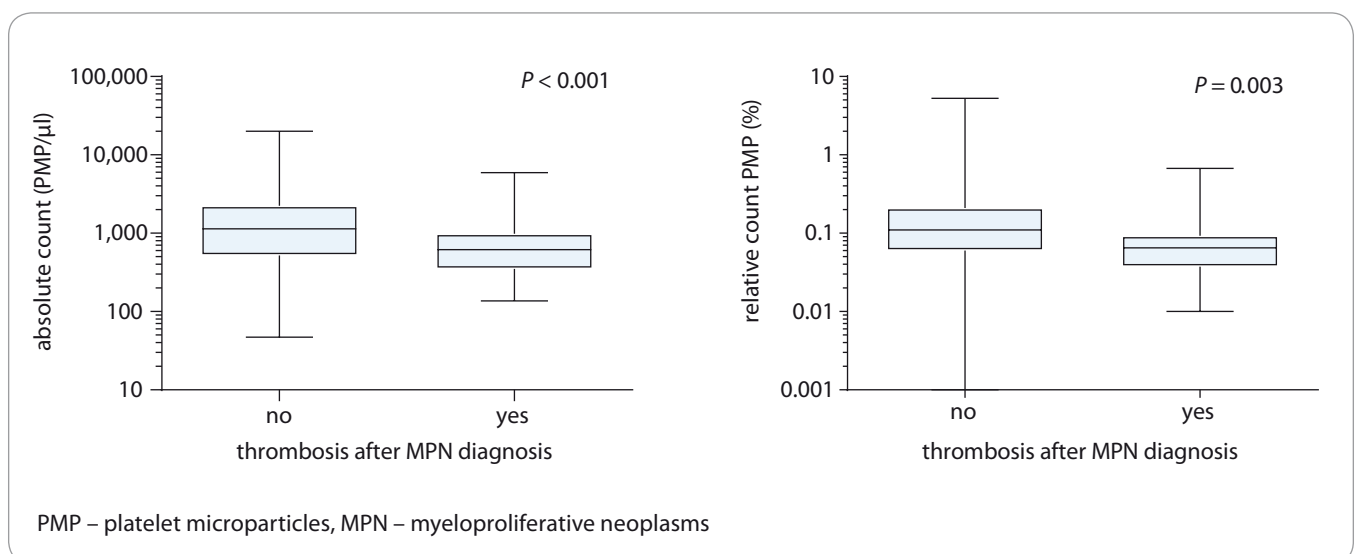 100,000
10,000
1,000
100
10
absolute count (PMP/µl)
P < 0.001
no
yes
thrombosis after MPN diagnosis
10
1
0.1
0.01
0.001
relative count PMP (%)
P = 0.003
no
yes
thrombosis after MPN diagnosis
PMP – platelet microparticles, MPN – myeloproliferative neoplasms